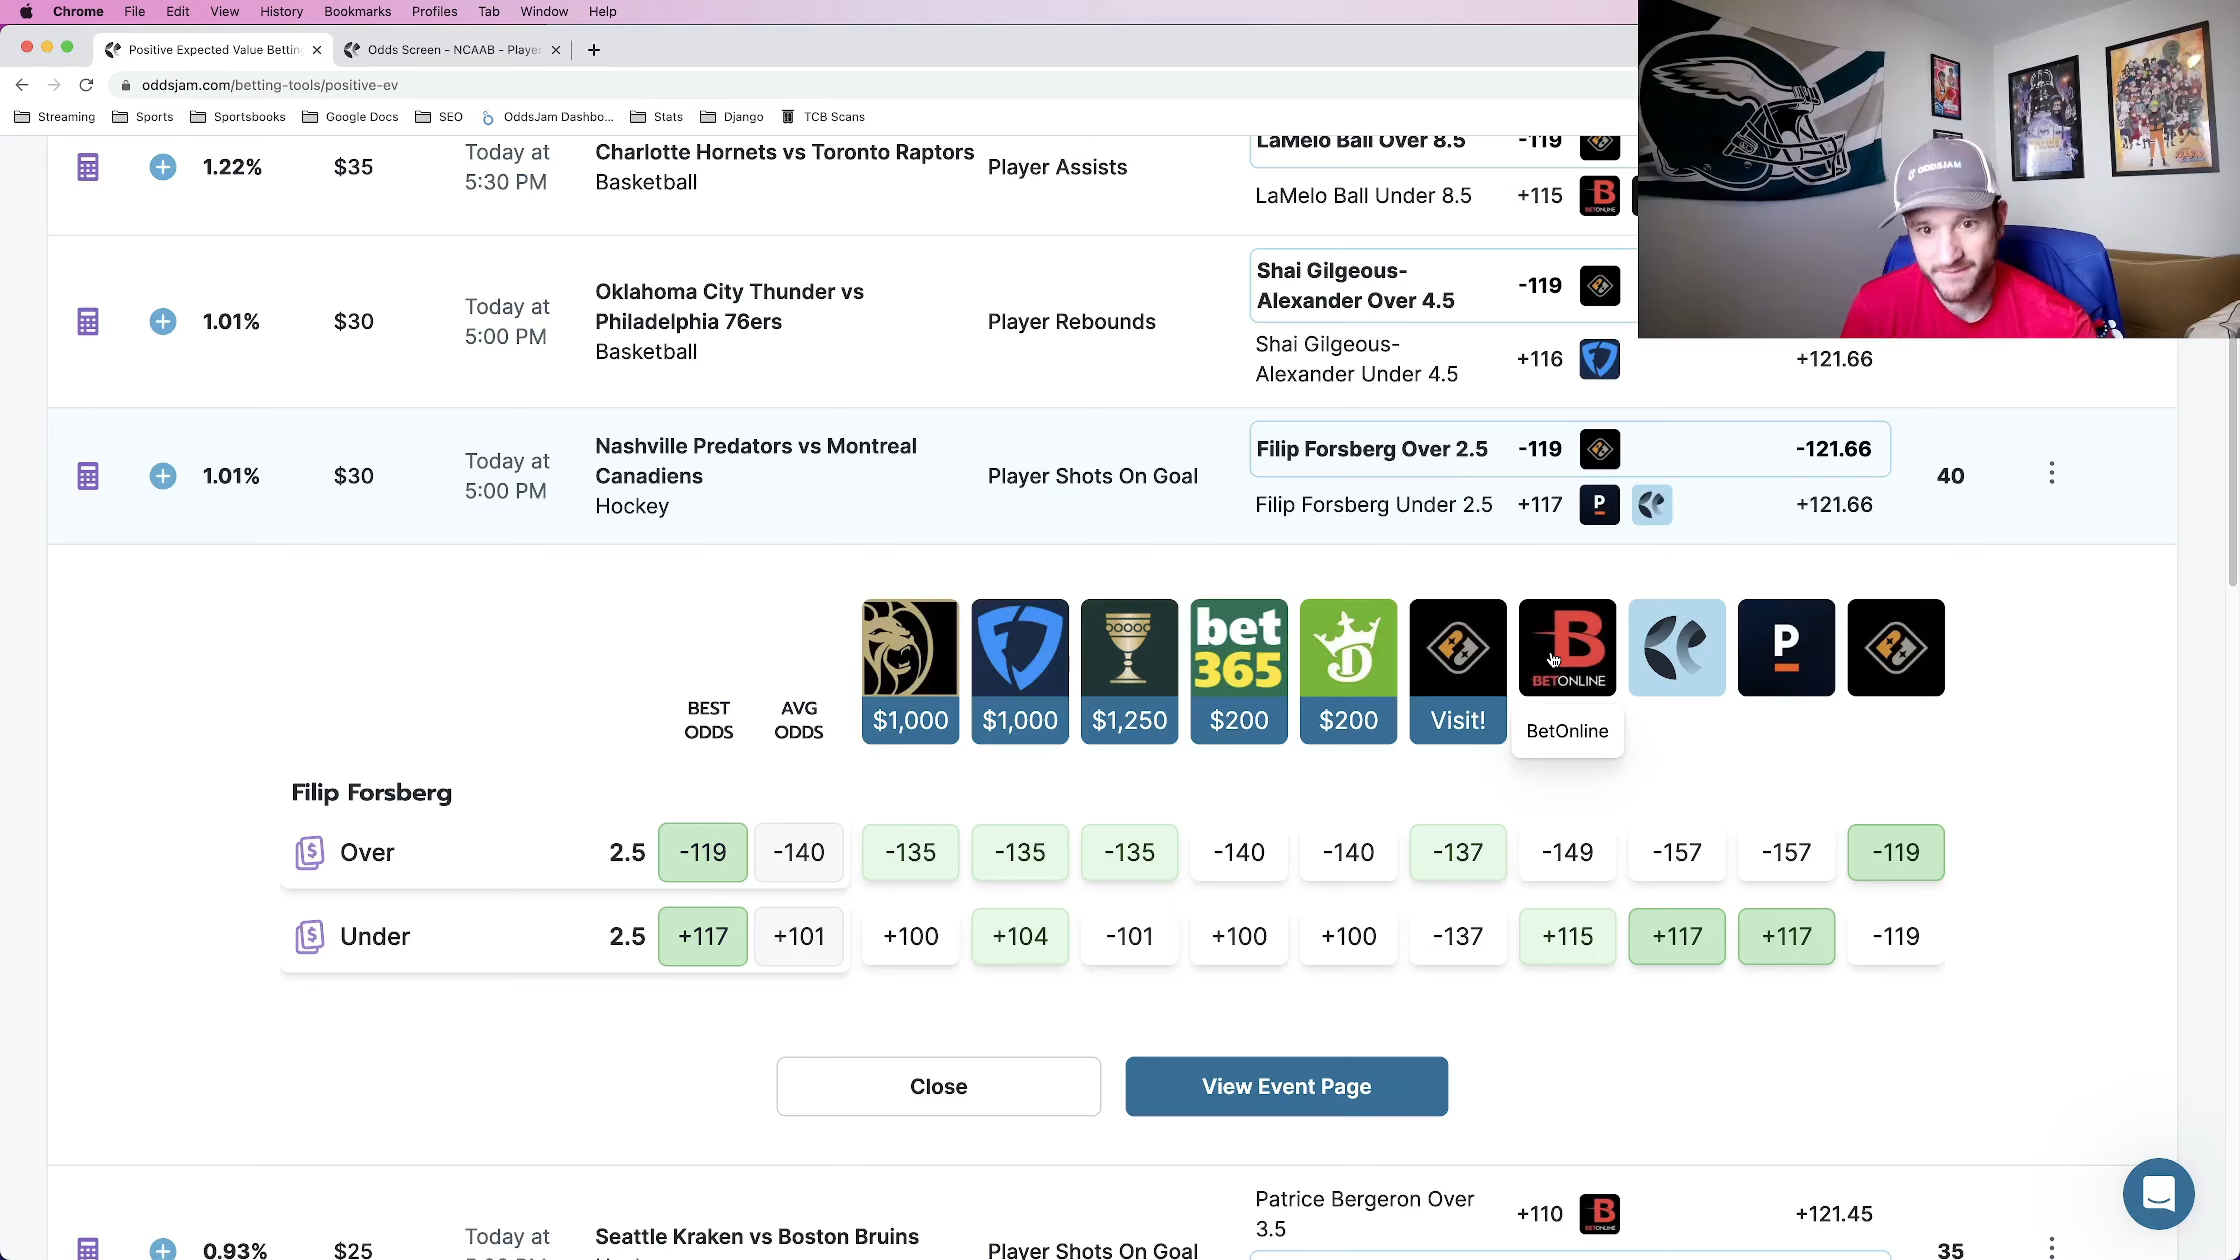 Chrome File Edit View History Bookmarks Profiles Tab Window Help
Positive Expected Value Bettin
Odds Screen - NCAAB - Player
oddsjam.com/betting-tools/positive-ev
Streaming Sports Sportsbooks Google Docs SEO OddsJam Dashbo... Stats Django TCB Scans
ODDSJAM
1.22% $35 Today at 5:30 PM
Charlotte Hornets vs Toronto Raptors
Basketball
Player Assists
LaMelo Ball Over 8.5 -119
LaMelo Ball Under 8.5 +115 B BETONLINE
1.01% $30 Today at 5:00 PM
Oklahoma City Thunder vs
Philadelphia 76ers
Basketball
Player Rebounds
Shai Gilgeous-
Alexander Over 4.5 -119
Shai Gilgeous-
Alexander Under 4.5 +116 +121.66
1.01% $30 Today at 5:00 PM
Nashville Predators vs Montreal
Canadiens
Hockey
Player Shots On Goal
Filip Forsberg Over 2.5 -119 -121.66
Filip Forsberg Under 2.5 +117 P +121.66
40
BEST ODDS
AVG ODDS
bet365
B BETONLINE
P
$1,000 $1,000 $1,250 $200 $200 Visit!
BetOnline
Filip Forsberg
Over 2.5 -119 -140 -135 -135 -135 -140 -140 -137 -149 -157 -157 -119
Under 2.5 +117 +101 +100 +104 -101 +100 +100 -137 +115 +117 +117 -119
Close
View Event Page
0.93% $25 Today at
Seattle Kraken vs Boston Bruins
Player Shots On Goal
Patrice Bergeron Over
3.5 +110 B BETONLINE +121.45
35